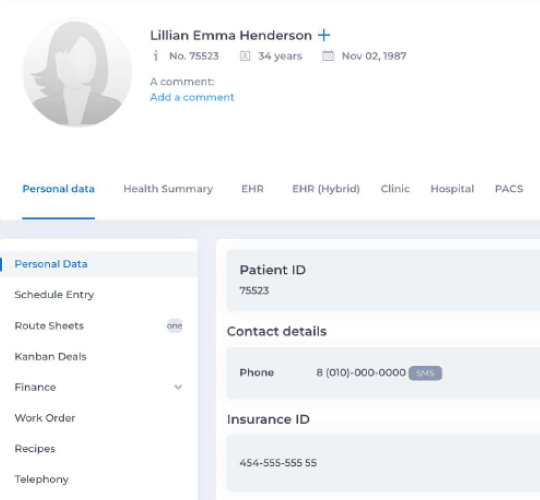 Lillian Emma Henderson +
i No. 75523 34 years Nov 02, 1987
A comment:
Add a comment
Personal data Health Summary EHR EHR (Hybrid) Clinic Hospital PACS
Personal Data
Schedule Entry
Route Sheets one
Kanban Deals
Finance
Work Order
Recipes
Telephony
Patient ID
75523
Contact details
Phone 8 (010)-000-0000 SMS
Insurance ID
454-555-555 55